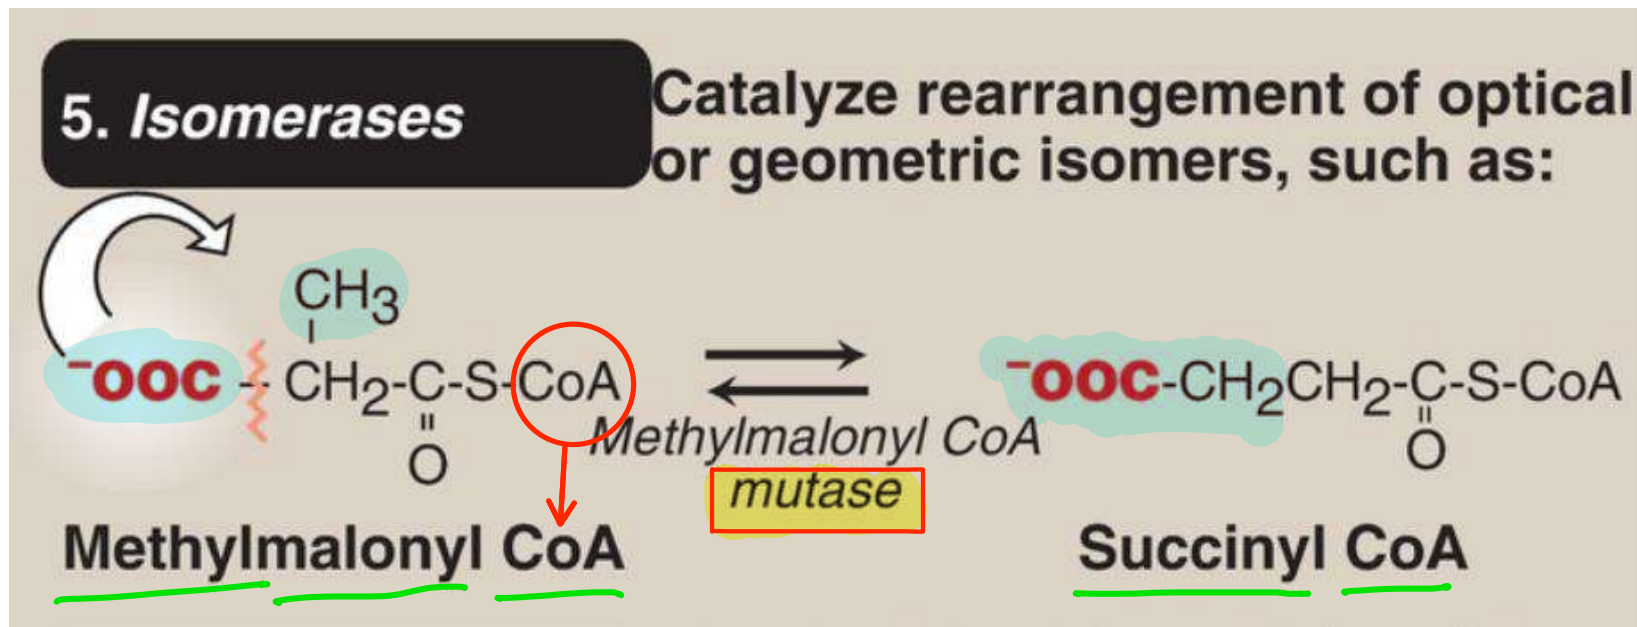 5. Isomerases
Catalyze rearrangement of optical
or geometric isomers, such as:
CH3
-OOC - CH2-C-S-CoA
O
Methylmalonyl CoA
mutase
-OOC-CH2CH2-C-S-CoA
O
Methylmalonyl CoA
Succinyl CoA